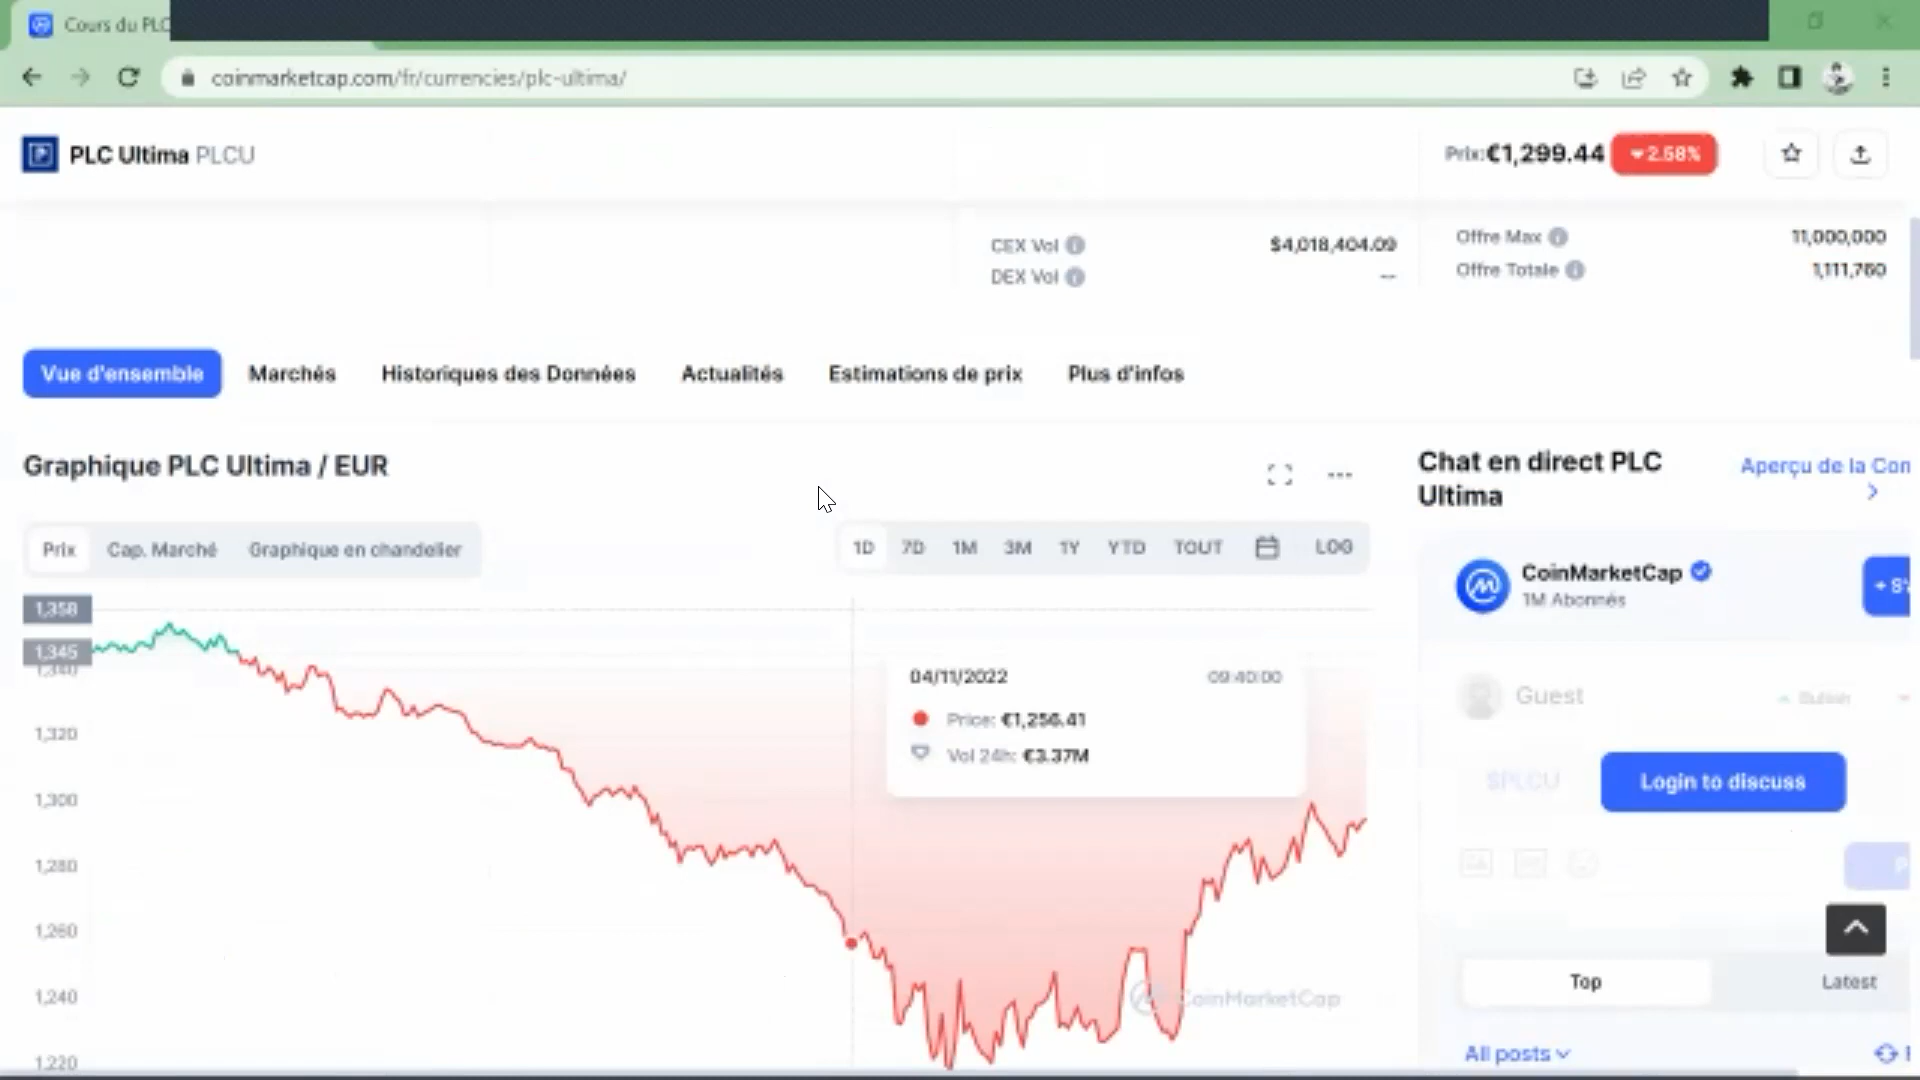 Cours du PLC
coinmarketcap.com/fr/currencies/plc-ultima/
PLC Ultima PLCU
Prix:€1,299.44 2.58%
CEX Vol $4,018,404.09
DEX Vol --
Offre Max 11,000,000
Offre Totale 1,111,760
Vue d'ensemble Marchés Historiques des Données Actualités Estimations de prix Plus d'infos
Graphique PLC Ultima / EUR
Prix Cap. Marché Graphique en chandelier
1D 7D 1M 3M 1Y YTD TOUT LOG
1,358
1,345
1,340
1,320
1,300
1,280
1,260
1,240
1,220
04/11/2022 09:40:00
Price: €1,256.41
Vol 24h: €3.37M
CoinMarketCap
Chat en direct PLC
Ultima
Aperçu de la Com
CoinMarketCap
1M Abonnés
Guest
Bullish
$PLCU
Login to discuss
Top Latest
All posts